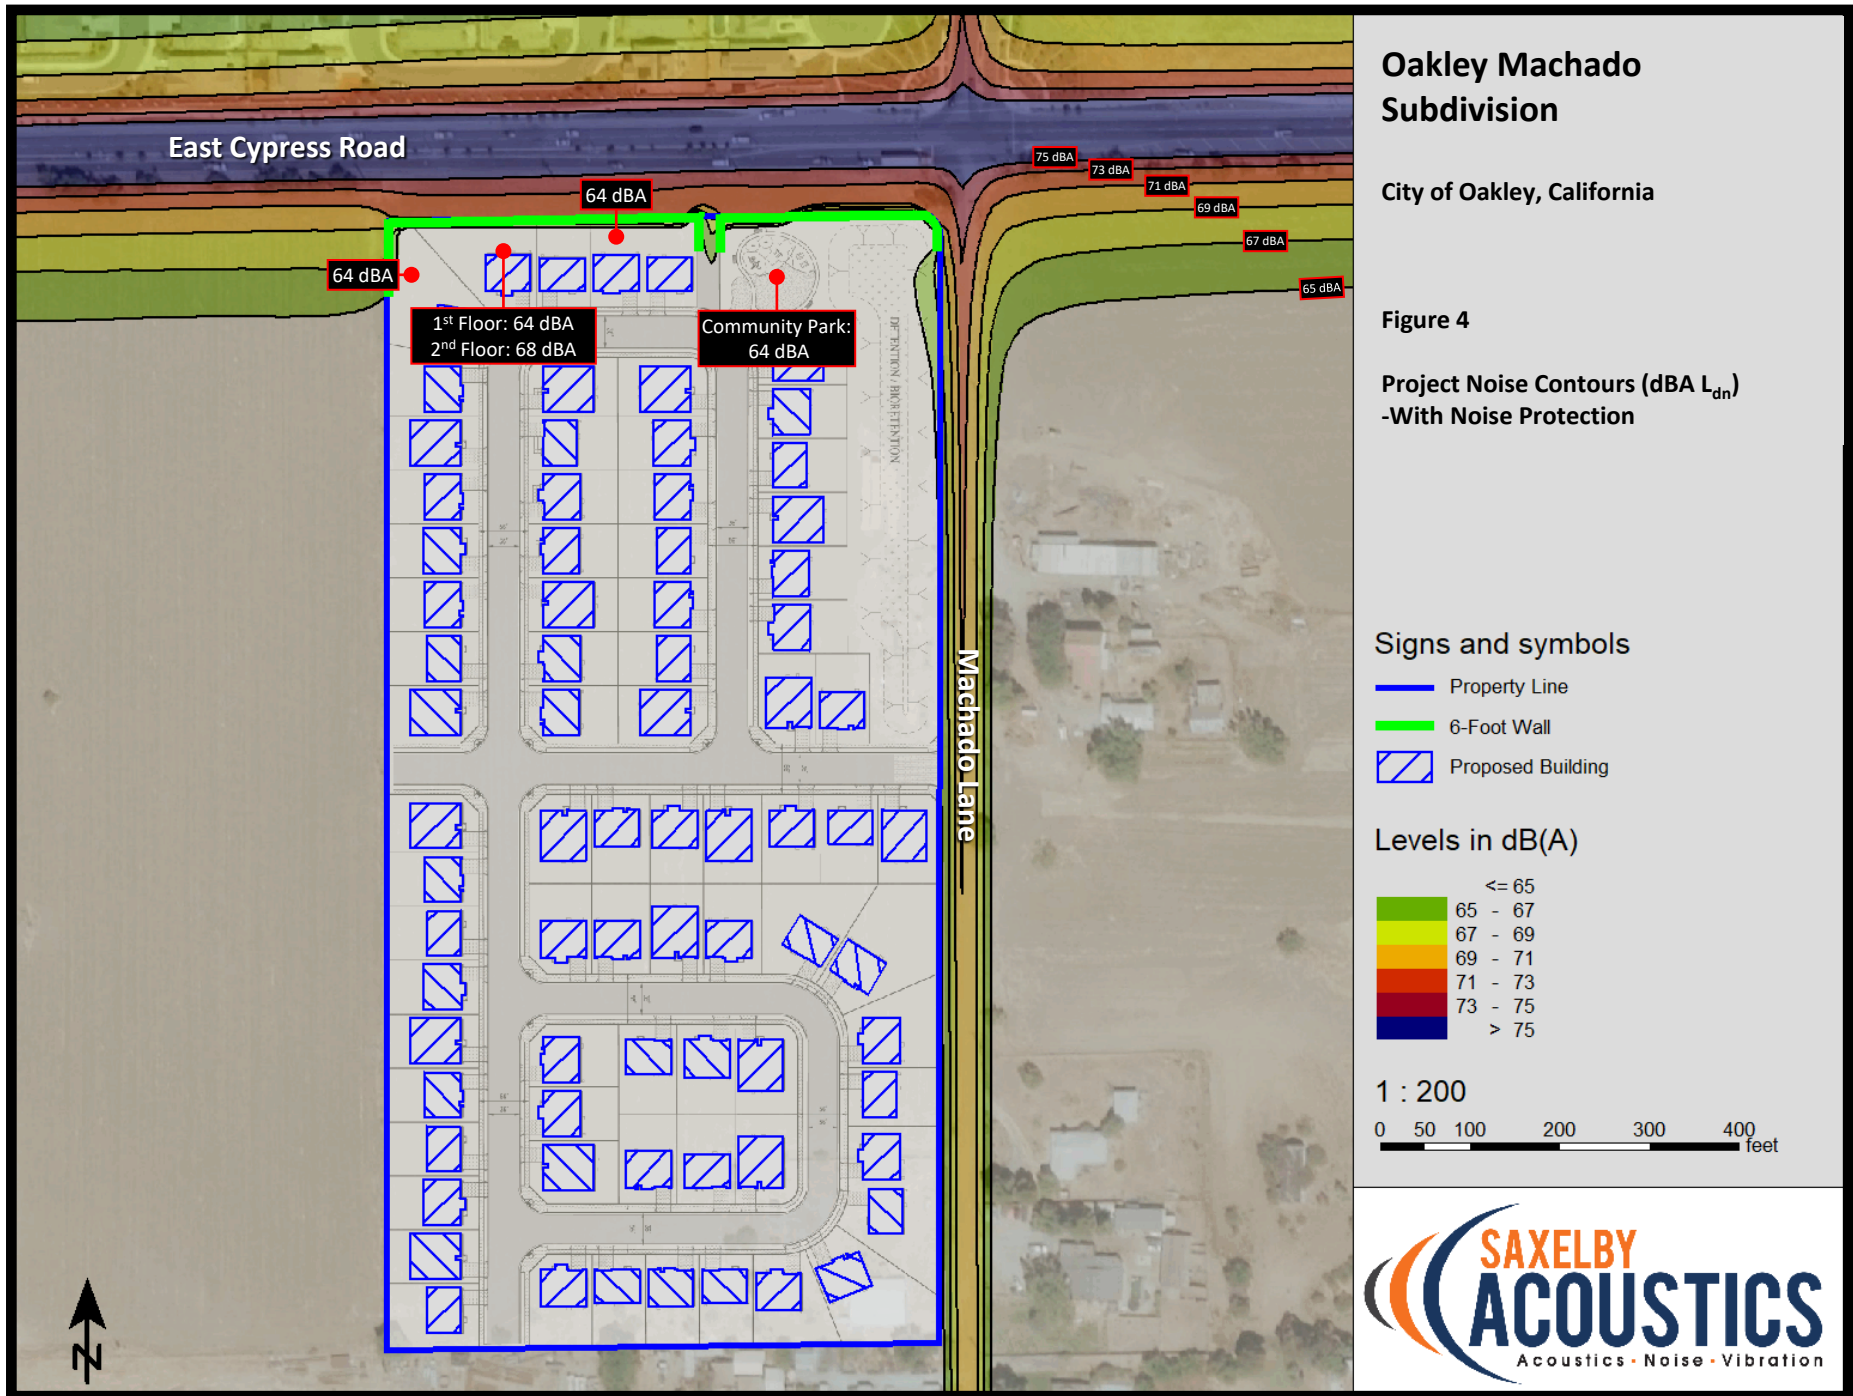 East Cypress Road
64 dBA
75 dBA
73 dBA
71 dBA
69 dBA
67 dBA
65 dBA
64 dBA
1st Floor: 64 dBA
2nd Floor: 68 dBA
Community Park:
64 dBA
DETENTION / BIORETENTION
Machado Lane
N
Oakley Machado
Subdivision
City of Oakley, California
Figure 4
Project Noise Contours (dBA Ldn)
-With Noise Protection
Signs and symbols
Property Line
6-Foot Wall
Proposed Building
Levels in dB(A)
<= 65
65 - 67
67 - 69
69 - 71
71 - 73
73 - 75
> 75
1 : 200
0 50 100 200 300 400
feet
SAXELBY
ACOUSTICS
Acoustics · Noise · Vibration